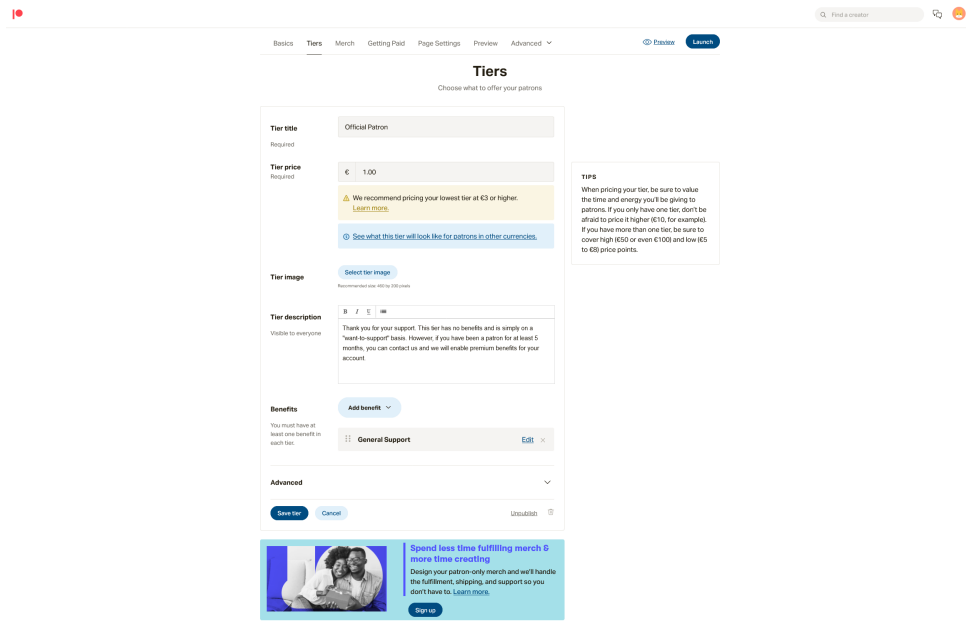 Find a creator
Basics Tiers Merch Getting Paid Page Settings Preview Advanced
Preview
Launch
Tiers
Choose what to offer your patrons
Tier title
Required
Official Patron
Tier price
Required
€ 1.00
We recommend pricing your lowest tier at €3 or higher.
Learn more.
See what this tier will look like for patrons in other currencies.
TIPS
When pricing your tier, be sure to value
the time and energy you'll be giving to
patrons. If you only have one tier, don't be
afraid to price it higher (€10, for example).
If you have more than one tier, be sure to
cover high (€50 or even €100) and low (€5
to €8) price points.
Tier image
Select tier image
Recommended size: 460 by 200 pixels
Tier description
Visible to everyone
B I U
Thank you for your support. This tier has no benefits and is simply on a
"want-to-support" basis. However, if you have been a patron for at least 5
months, you can contact us and we will enable premium benefits for your
account.
Benefits
You must have at
least one benefit in
each tier.
Add benefit
General Support
Edit ×
Advanced
Save tier
Cancel
Unpublish
Spend less time fulfilling merch &
more time creating
Design your patron-only merch and we'll handle
the fulfillment, shipping, and support so you
don't have to. Learn more.
Sign up